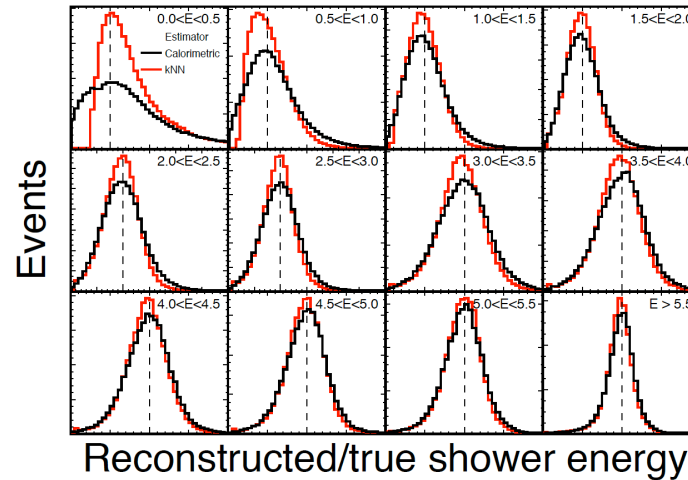 0.0<E<0.5
Estimator
Calorimetric
kNN
0.5<E<1.0
1.0<E<1.5
1.5<E<2.0
2.0<E<2.5
2.5<E<3.0
3.0<E<3.5
3.5<E<4.0
4.0<E<4.5
4.5<E<5.0
5.0<E<5.5
E > 5.5
Events
Reconstructed/true shower energy